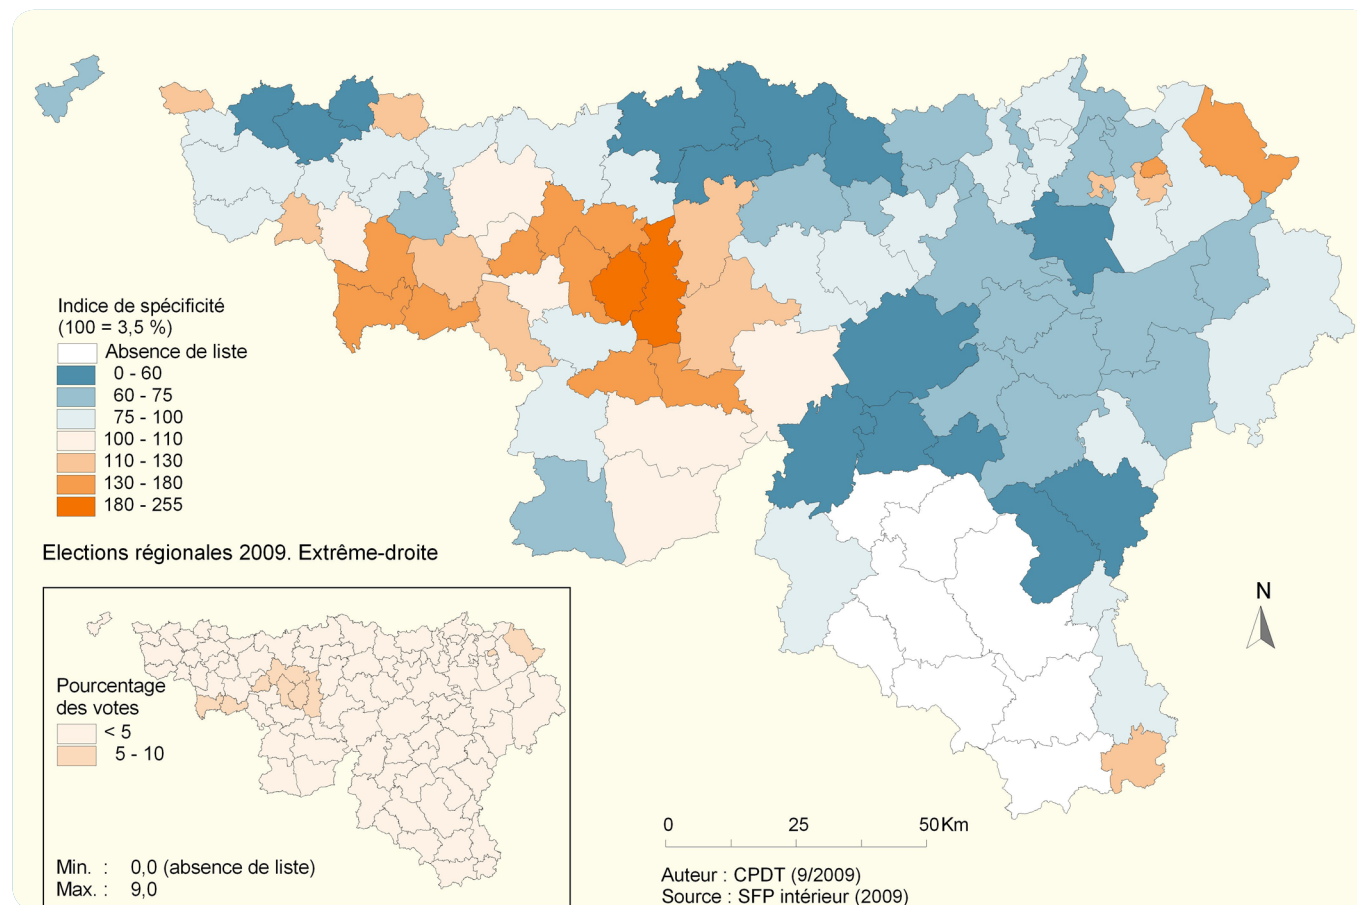 Indice de spécificité
(100 = 3,5 %)
Absence de liste
0 - 60
60 - 75
75 - 100
100 - 110
110 - 130
130 - 180
180 - 255
Elections régionales 2009. Extrême-droite
Pourcentage
des votes
< 5
5 - 10
Min. : 0,0 (absence de liste)
Max. : 9,0
N
0 25 50 Km
Auteur : CPDT (9/2009)
Source : SFP intérieur (2009)